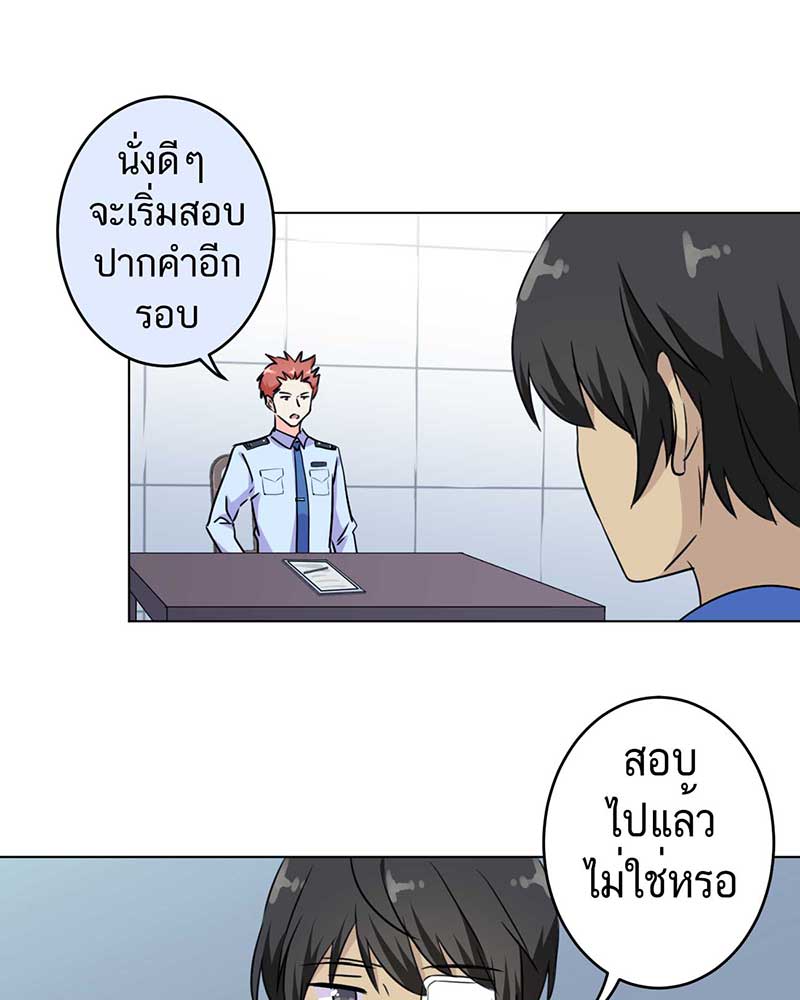 นั่งดีๆ
จะเริ่มสอบ
ปากคำอีก
รอบ
สอบ
ไปแล้ว
ไม่ใช่หรอ